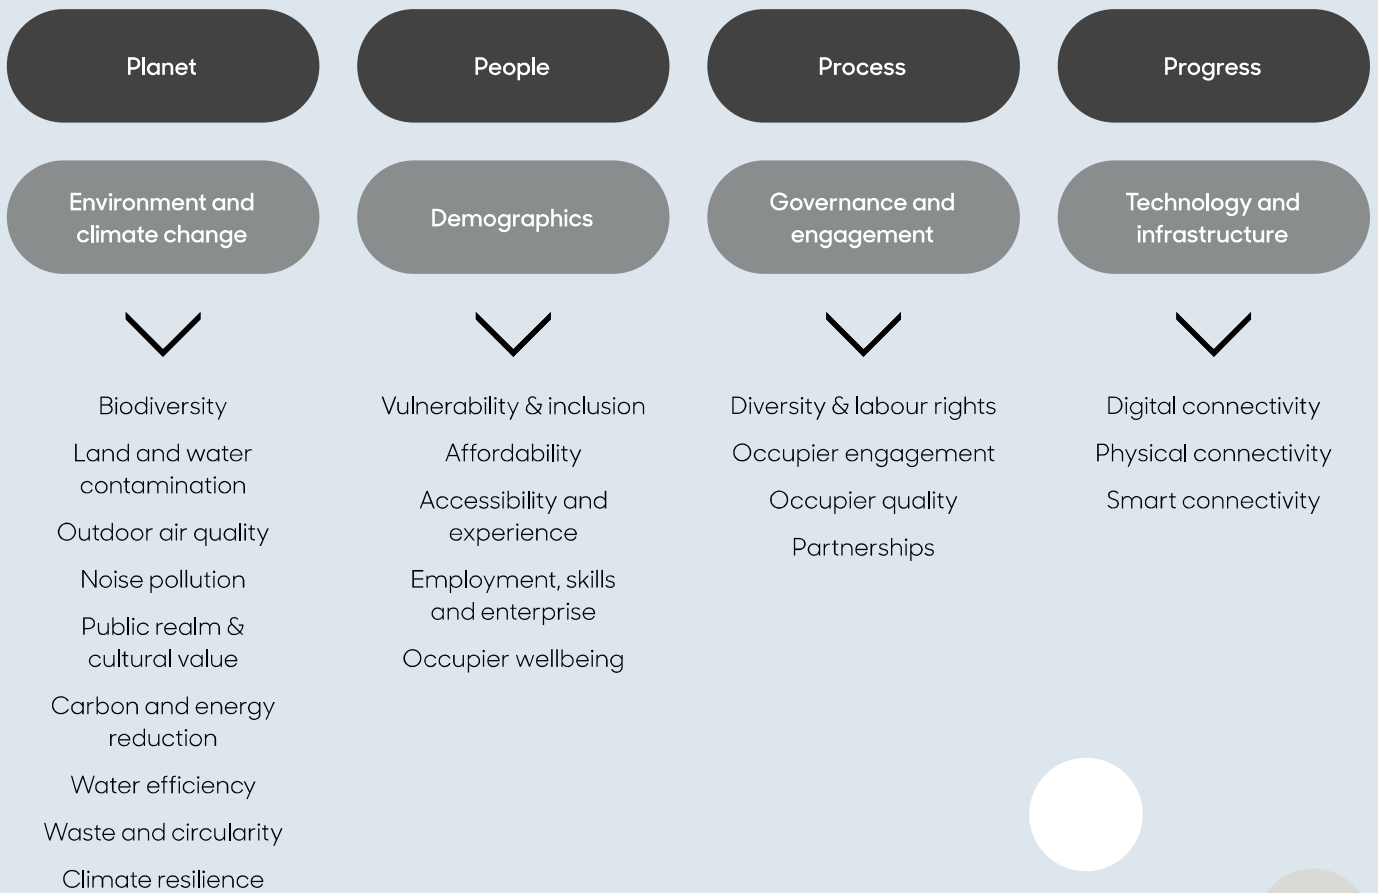 Planet
Environment and
climate change
Biodiversity
Land and water
contamination
Outdoor air quality
Noise pollution
Public realm &
cultural value
Carbon and energy
reduction
Water efficiency
Waste and circularity
Climate resilience
People
Demographics
Vulnerability & inclusion
Affordability
Accessibility and
experience
Employment, skills
and enterprise
Occupier wellbeing
Process
Governance and
engagement
Diversity & labour rights
Occupier engagement
Occupier quality
Partnerships
Progress
Technology and
infrastructure
Digital connectivity
Physical connectivity
Smart connectivity